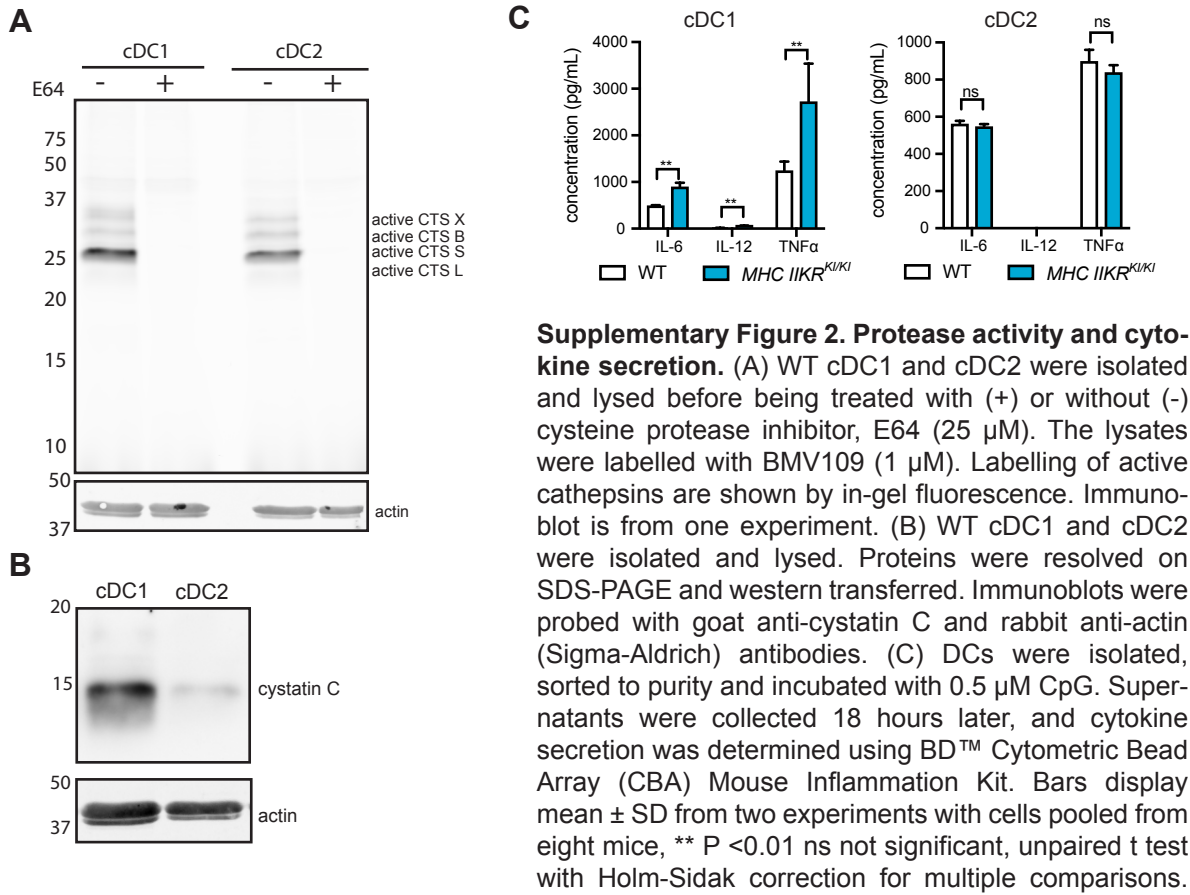 A
cDC1 cDC2
E64 - + - +
75
50
37
25
20
15
10
active CTS X
active CTS B
active CTS S
active CTS L
50
37
actin
B
cDC1 cDC2
20
15
cystatin C
50
37
actin
C
cDC1
concentration (pg/mL)
4000
3000
2000
1000
0
** ** **
IL-6 IL-12 TNFα
WT MHC IIKR^KI/KI
cDC2
concentration (pg/mL)
1000
800
600
400
200
0
ns ns
IL-6 IL-12 TNFα
WT MHC IIKR^KI/KI
Supplementary Figure 2. Protease activity and cyto-
kine secretion. (A) WT cDC1 and cDC2 were isolated
and lysed before being treated with (+) or without (-)
cysteine protease inhibitor, E64 (25 µM). The lysates
were labelled with BMV109 (1 µM). Labelling of active
cathepsins are shown by in-gel fluorescence. Immuno-
blot is from one experiment. (B) WT cDC1 and cDC2
were isolated and lysed. Proteins were resolved on
SDS-PAGE and western transferred. Immunoblots were
probed with goat anti-cystatin C and rabbit anti-actin
(Sigma-Aldrich) antibodies. (C) DCs were isolated,
sorted to purity and incubated with 0.5 µM CpG. Super-
natants were collected 18 hours later, and cytokine
secretion was determined using BD™ Cytometric Bead
Array (CBA) Mouse Inflammation Kit. Bars display
mean ± SD from two experiments with cells pooled from
eight mice, ** P <0.01 ns not significant, unpaired t test
with Holm-Sidak correction for multiple comparisons.